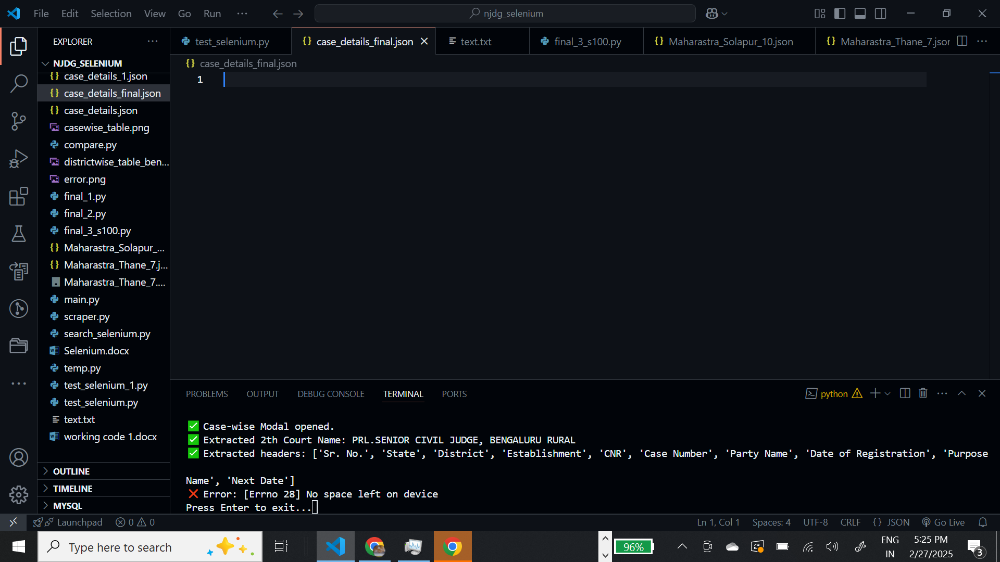 File Edit Selection View Go Run ...
njdg_selenium
EXPLORER
test_selenium.py
case_details_final.json
text.txt
final_3_s100.py
Maharastra_Solapur_10.json
Maharastra_Thane_7.jsor
NJDG_SELENIUM
case_details_final.json
1
case_details_1.json
case_details_final.json
case_details.json
casewise_table.png
compare.py
districtwise_table_ben...
error.png
final_1.py
final_2.py
final_3_s100.py
Maharastra_Solapur_...
Maharastra_Thane_7.j...
Maharastra_Thane_7....
main.py
scraper.py
search_selenium.py
Selenium.docx
temp.py
test_selenium_1.py
test_selenium.py
text.txt
working code 1.docx
OUTLINE
TIMELINE
MYSQL
PROBLEMS OUTPUT DEBUG CONSOLE TERMINAL PORTS
python
✅ Case-wise Modal opened.
✅ Extracted 2th Court Name: PRL.SENIOR CIVIL JUDGE, BENGALURU RURAL
✅ Extracted headers: ['Sr. No.', 'State', 'District', 'Establishment', 'CNR', 'Case Number', 'Party Name', 'Date of Registration', 'Purpose
Name', 'Next Date']
❌ Error: [Errno 28] No space left on device
Press Enter to exit...
Launchpad 0 0
Ln 1, Col 1 Spaces: 4 UTF-8 CRLF {} JSON Go Live
Type here to search
96%
ENG
IN
5:25 PM
2/27/2025
3